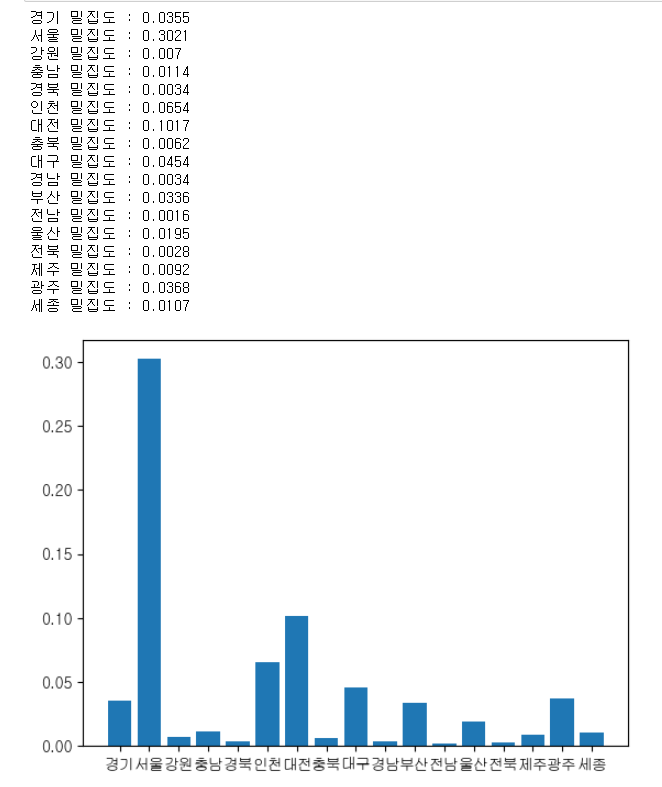 경기 밀집도 : 0.0355
서울 밀집도 : 0.3021
강원 밀집도 : 0.007
충남 밀집도 : 0.0114
경북 밀집도 : 0.0034
인천 밀집도 : 0.0654
대전 밀집도 : 0.1017
충북 밀집도 : 0.0062
대구 밀집도 : 0.0454
경남 밀집도 : 0.0034
부산 밀집도 : 0.0336
전남 밀집도 : 0.0016
울산 밀집도 : 0.0195
전북 밀집도 : 0.0028
제주 밀집도 : 0.0092
광주 밀집도 : 0.0368
세종 밀집도 : 0.0107
0.30
0.25
0.20
0.15
0.10
0.05
0.00
경기 서울 강원 충남 경북 인천 대전 충북 대구 경남 부산 전남 울산 전북 제주 광주 세종